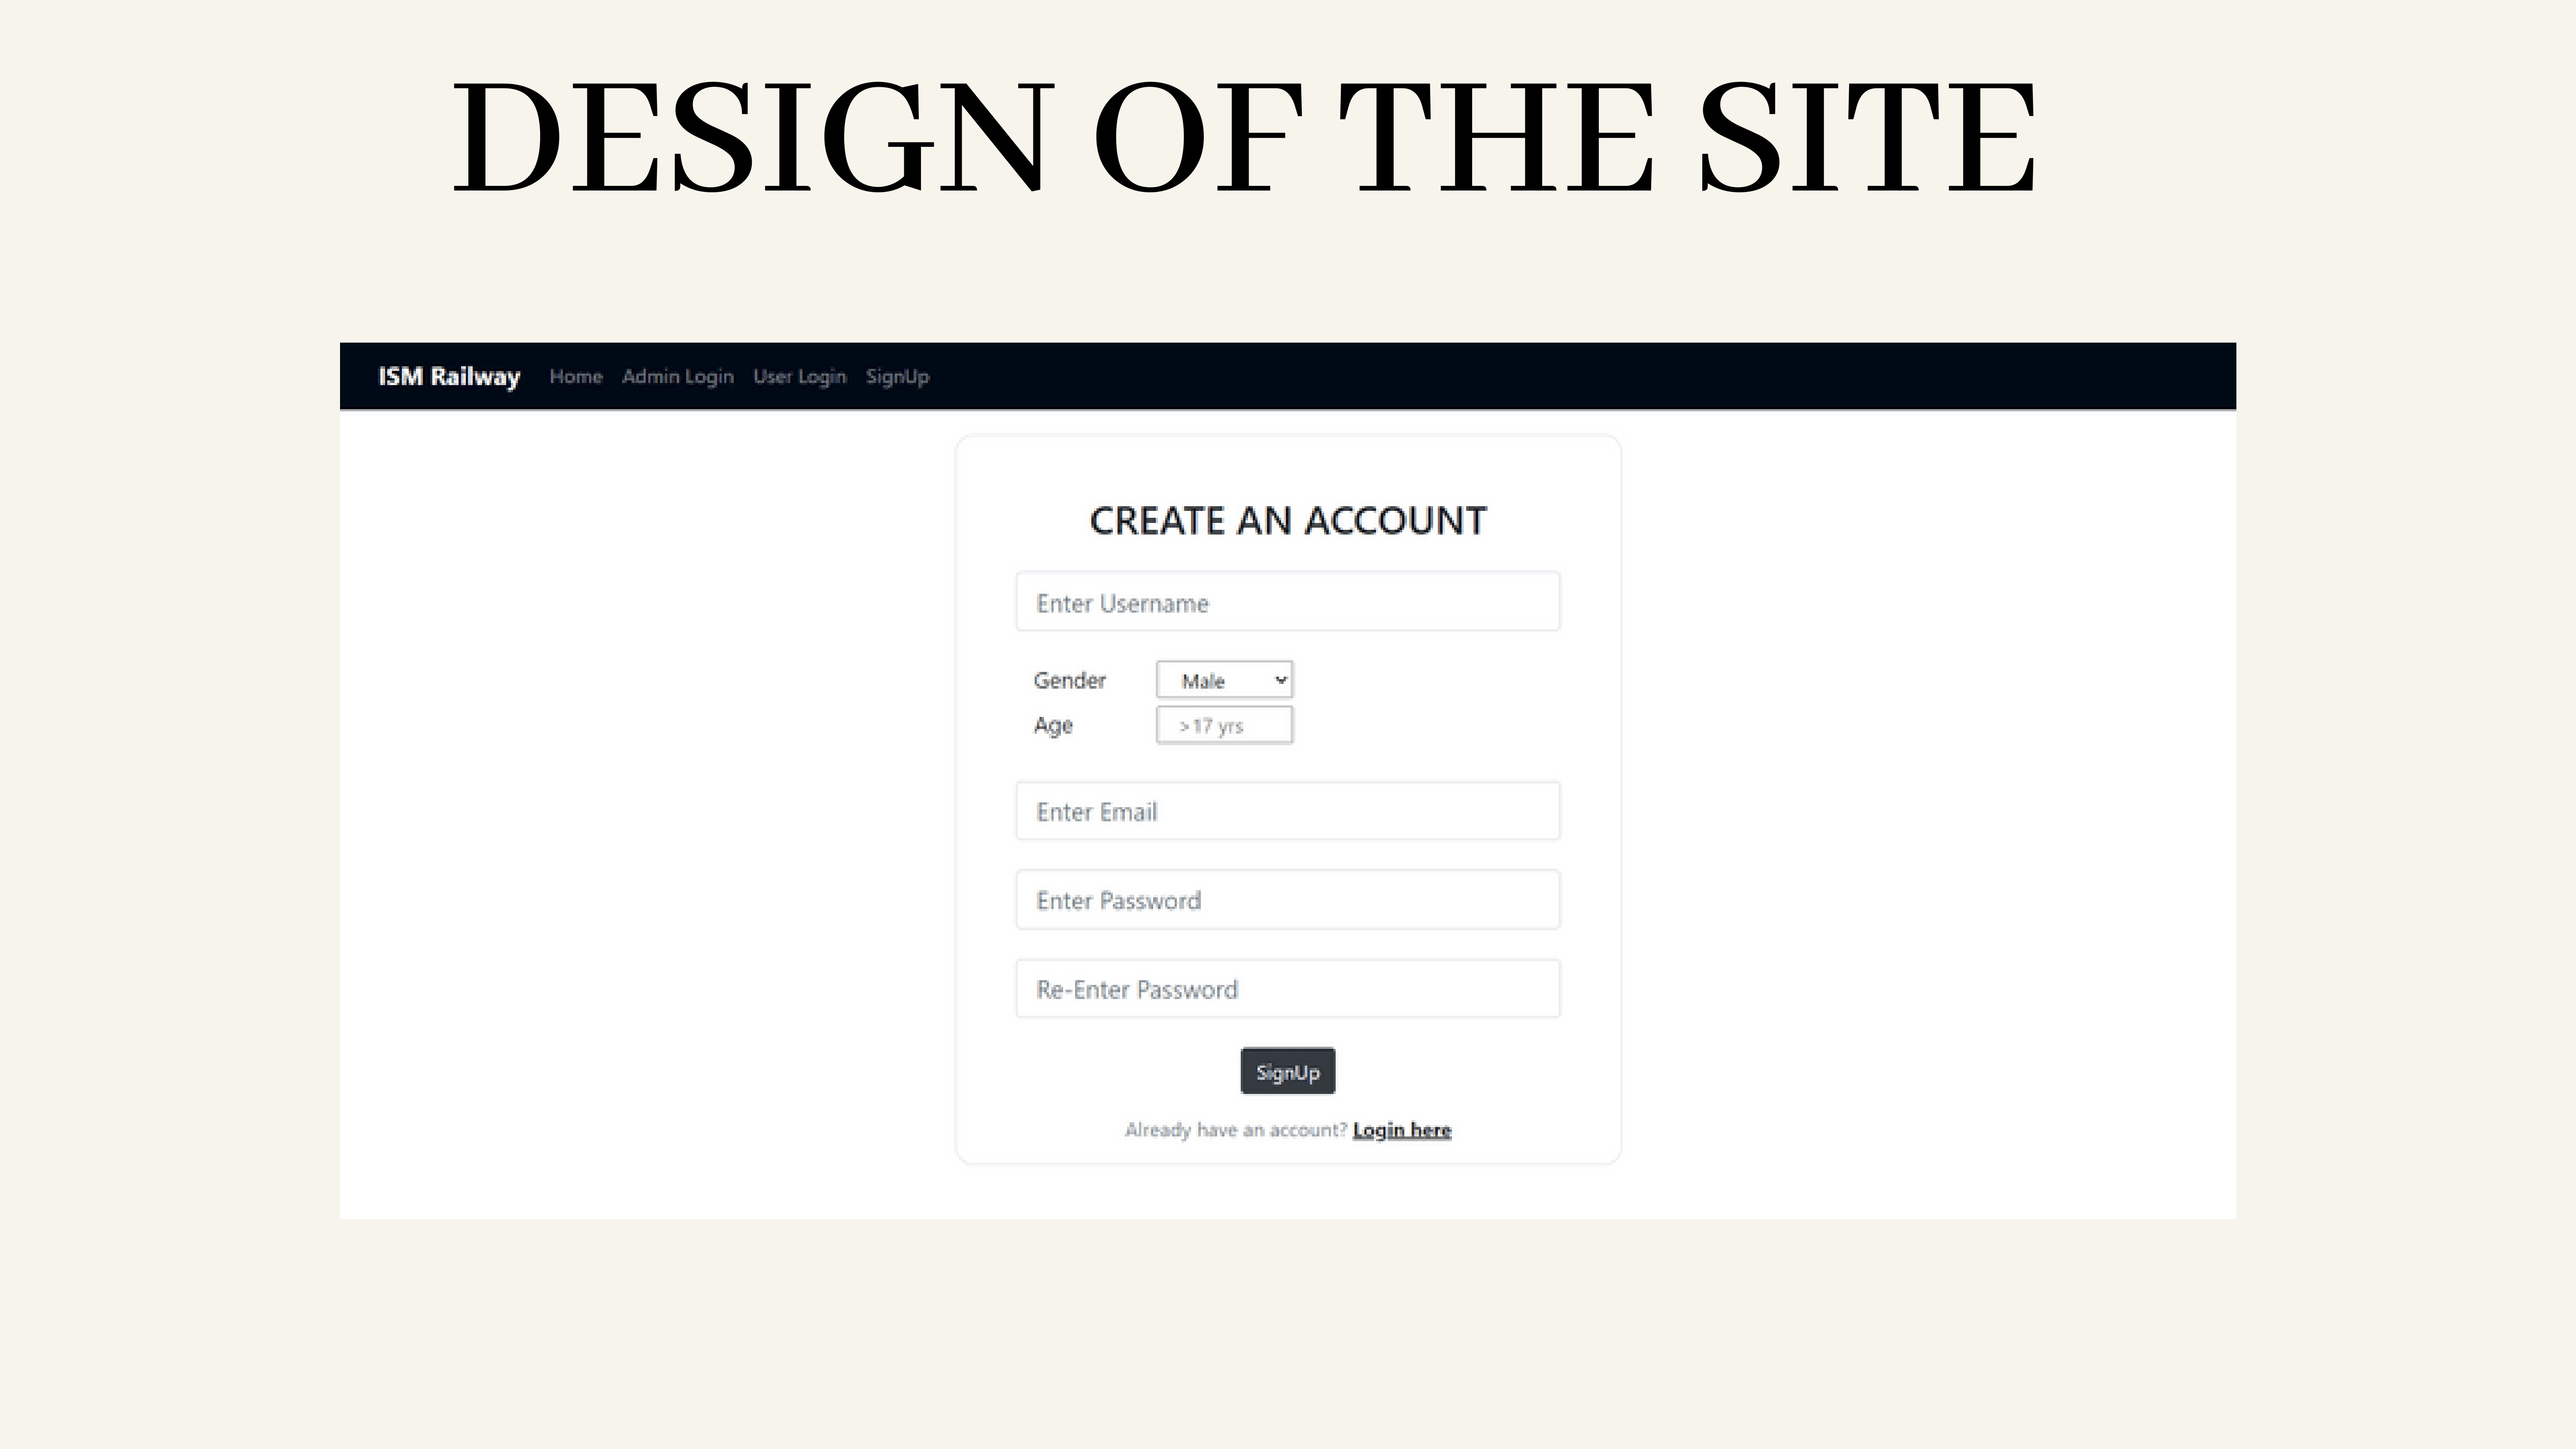 DESIGN OF THE SITE
ISM Railway Home Admin Login User Login SignUp
CREATE AN ACCOUNT
Enter Username
Gender Male
Age >17 yrs
Enter Email
Enter Password
Re-Enter Password
SignUp
Already have an account? Login here